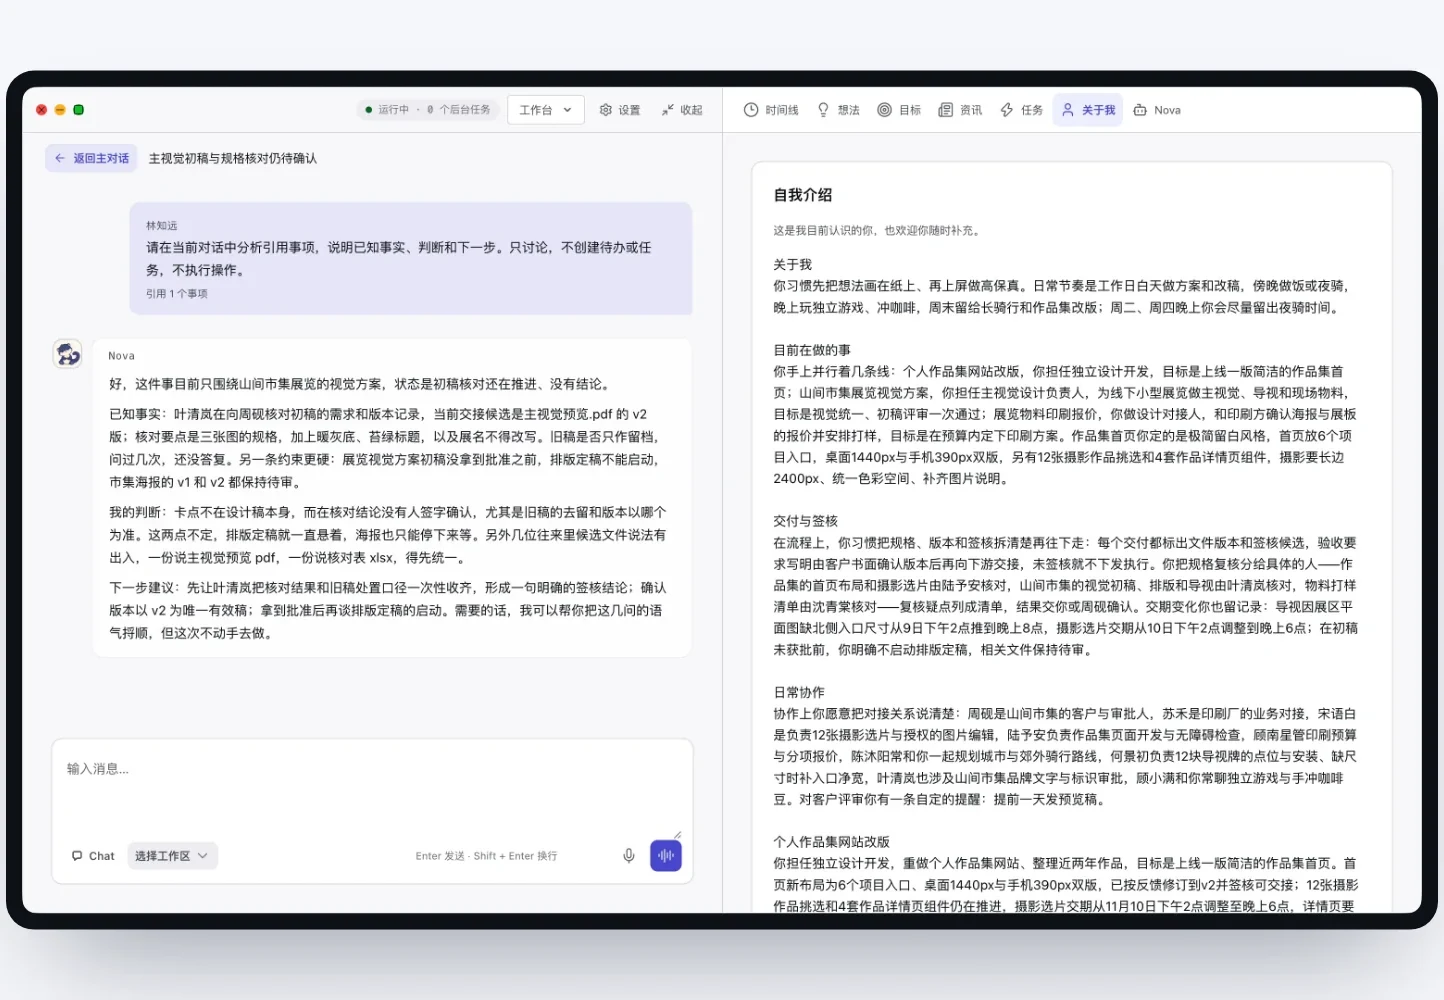 运行中 · 0 个后台任务
工作台
设置
收起
时间线
想法
目标
资讯
任务
关于我
Nova
返回主对话
主视觉初稿与规格核对仍待确认
林知远
请在当前对话中分析引用事项，说明已知事实、判断和下一步。只讨论，不创建待办或任
务，不执行操作。
引用 1 个事项
Nova
好，这件事目前只围绕山间市集展览的视觉方案，状态是初稿核对还在推进、没有结论。
已知事实：叶清岚在向周砚核对初稿的需求和版本记录，当前交接候选是主视觉预览.pdf 的 v2
版；核对要点是三张图的规格，加上暖灰底、苔绿标题，以及展名不得改写。旧稿是否只作留档，
问过几次，还没答复。另一条约束更硬：展览视觉方案初稿没拿到批准之前，排版定稿不能启动，
市集海报的 v1 和 v2 都保持待审。
我的判断：卡点不在设计稿本身，而在核对结论没有人签字确认，尤其是旧稿的去留和版本以哪个
为准。这两点不定，排版定稿就一直悬着，海报也只能停下来等。另外几位往来里候选文件说法有
出入，一份说主视觉预览 pdf，一份说核对表 xlsx，得先统一。
下一步建议：先让叶清岚把核对结果和旧稿处置口径一次性收齐，形成一句明确的签核结论；确认
版本以 v2 为唯一有效稿；拿到批准后再谈排版定稿的启动。需要的话，我可以帮你把这几问的语
气捋顺，但这次不动手去做。
输入消息...
Chat
选择工作区
Enter 发送 · Shift + Enter 换行
自我介绍
这是我目前认识的你，也欢迎你随时补充。
关于我
你习惯先把想法画在纸上、再上屏做高保真。日常节奏是工作日白天做方案和改稿，傍晚做饭或夜骑，
晚上玩独立游戏、冲咖啡，周末留给长骑行和作品集改版；周二、周四晚上你会尽量留出夜骑时间。
目前在做的事
你手上并行着几条线：个人作品集网站改版，你担任独立设计开发，目标是上线一版简洁的作品集首
页；山间市集展览视觉方案，你担任主视觉设计负责人，为线下小型展览做主视觉、导视和现场物料，
目标是视觉统一、初稿评审一次通过；展览物料印刷报价，你做设计对接人，和印刷方确认海报与展板
的报价并安排打样，目标是在预算内定下印刷方案。作品集首页你定的是极简留白风格，首页放6个项
目入口，桌面1440px与手机390px双版，另有12张摄影作品挑选和4套作品详情页组件，摄影要长边
2400px、统一色彩空间、补齐图片说明。
交付与签核
在流程上，你习惯把规格、版本和签核拆清楚再往下走：每个交付都标出文件版本和签核候选，验收要
求写明由客户书面确认版本后再向下游交接，未签核就不下发执行。你把规格复核分给具体的人——作
品集的首页布局和摄影选片由陆予安核对，山间市集的视觉初稿、排版和导视由叶清岚核对，物料打样
清单由沈青棠核对——复核疑点列成清单，结果交你或周砚确认。交期变化你也留记录：导视因展区平
面图缺北侧入口尺寸从9日下午2点推到晚上8点，摄影选片交期从10日下午2点调整到晚上6点；在初稿
未获批前，你明确不启动排版定稿，相关文件保持待审。
日常协作
协作上你愿意把对接关系说清楚：周砚是山间市集的客户与审批人，苏禾是印刷厂的业务对接，宋语白
是负责12张摄影选片与授权的图片编辑，陆予安负责作品集页面开发与无障碍检查，顾南星管印刷预算
与分项报价，陈沐阳常和你一起规划城市与郊外骑行路线，何景初负责12块导视牌的点位与安装、缺尺
寸时补入口净宽，叶清岚也涉及山间市集品牌文字与标识审批，顾小满和你常聊独立游戏与手冲咖啡
豆。对客户评审你有一条自定的提醒：提前一天发预览稿。
个人作品集网站改版
你担任独立设计开发，重做个人作品集网站、整理近两年作品，目标是上线一版简洁的作品集首页。首
页新布局为6个项目入口、桌面1440px与手机390px双版，已按反馈修订到v2并签核可交接；12张摄影
作品挑选和4套作品详情页组件仍在推进，摄影选片交期从11月10日下午2点调整至晚上6点，详情页要